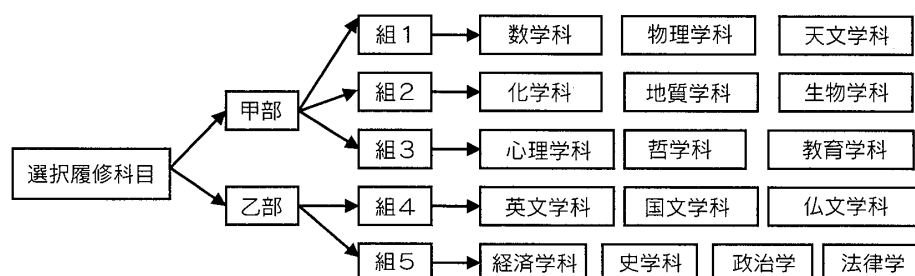 組1 数学科 物理学科 天文学科
組2 化学科 地質学科 生物学科
甲部
組3 心理学科 哲学科 教育学科
選択履修科目
乙部 組4 英文学科 国文学科 仏文学科
組5 経済学科 史学科 政治学 法律学